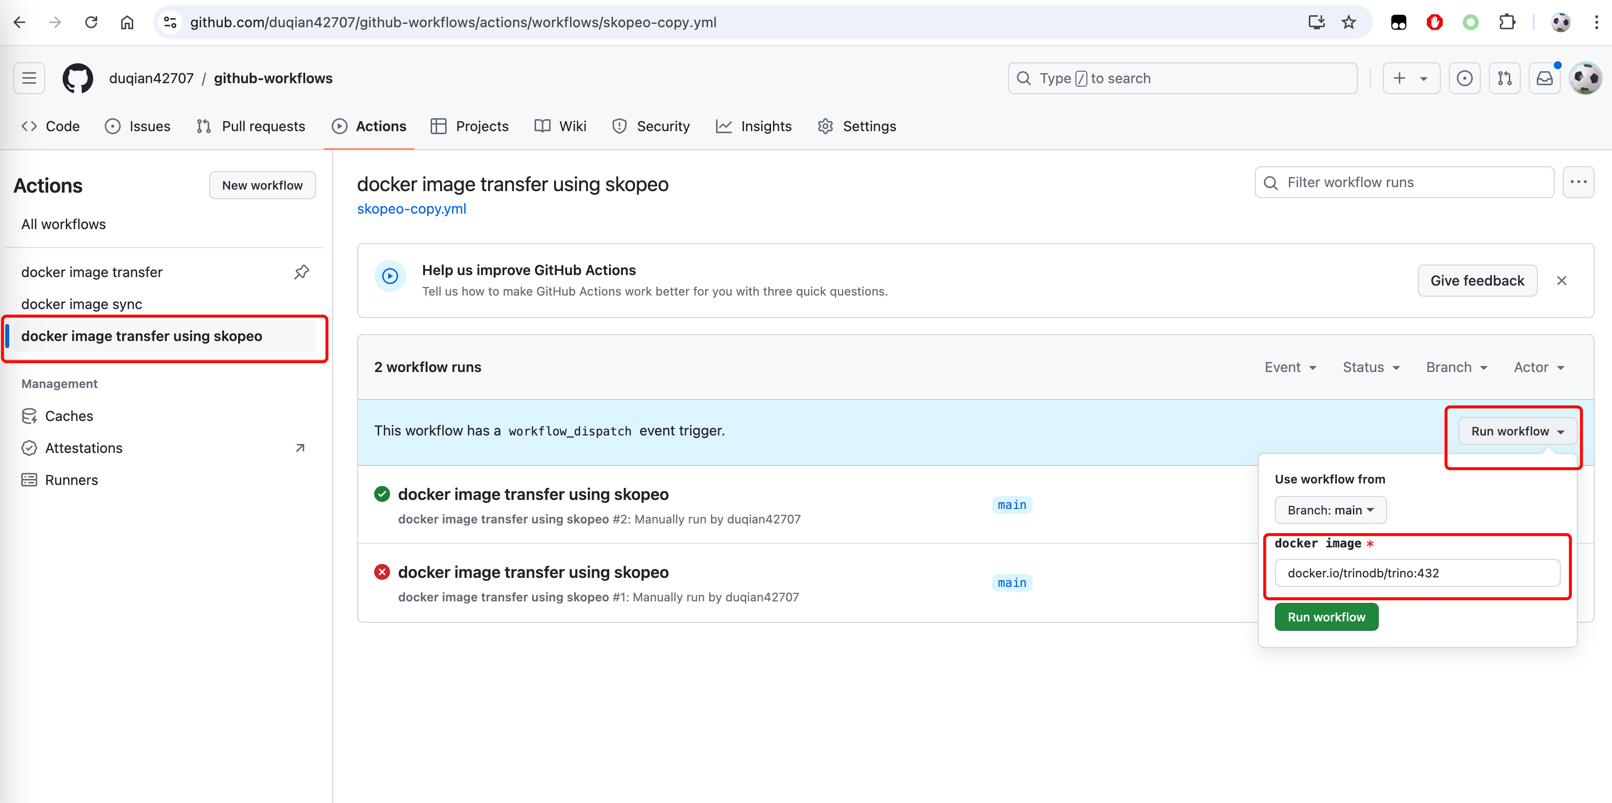 github.com/duqian42707/github-workflows/actions/workflows/skopeo-copy.yml
duqian42707 / github-workflows
Type / to search
Code
Issues
Pull requests
Actions
Projects
Wiki
Security
Insights
Settings
Actions
New workflow
All workflows
docker image transfer
docker image sync
docker image transfer using skopeo
Management
Caches
Attestations
Runners
docker image transfer using skopeo
skopeo-copy.yml
Filter workflow runs
Help us improve GitHub Actions
Tell us how to make GitHub Actions work better for you with three quick questions.
Give feedback
2 workflow runs
Event
Status
Branch
Actor
This workflow has a workflow_dispatch event trigger.
Run workflow
docker image transfer using skopeo
docker image transfer using skopeo #2: Manually run by duqian42707
main
docker image transfer using skopeo
docker image transfer using skopeo #1: Manually run by duqian42707
main
Use workflow from
Branch: main
docker image *
docker.io/trinodb/trino:432
Run workflow